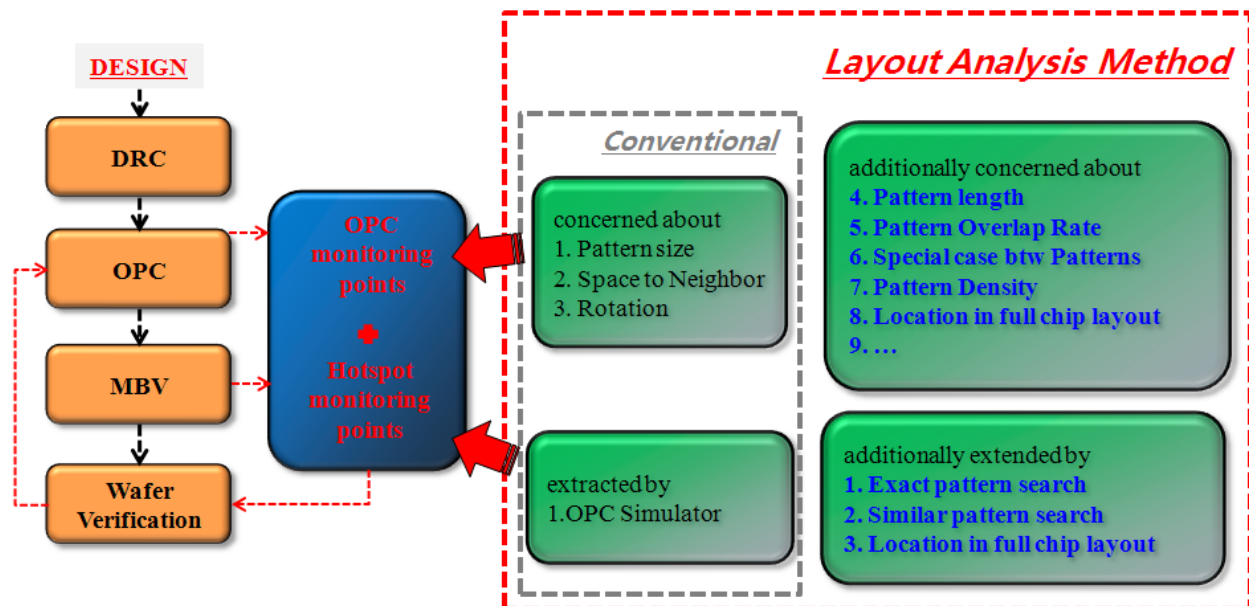 DESIGN
DRC
OPC
MBV
Wafer
Verification
OPC
monitoring
points
Hotspot
monitoring
points
Layout Analysis Method
Conventional
concerned about
1. Pattern size
2. Space to Neighbor
3. Rotation
extracted by
1.OPC Simulator
additionally concerned about
4. Pattern length
5. Pattern Overlap Rate
6. Special case btw Patterns
7. Pattern Density
8. Location in full chip layout
9. …
additionally extended by
1. Exact pattern search
2. Similar pattern search
3. Location in full chip layout